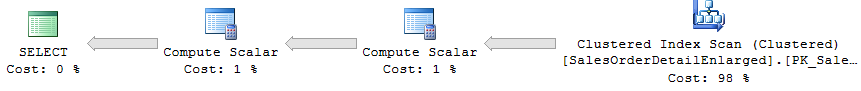 SELECT
Cost: 0 %
Compute Scalar
Cost: 1 %
Compute Scalar
Cost: 1 %
Clustered Index Scan (Clustered)
[SalesOrderDetailEnlarged].[PK_Sale…
Cost: 98 %